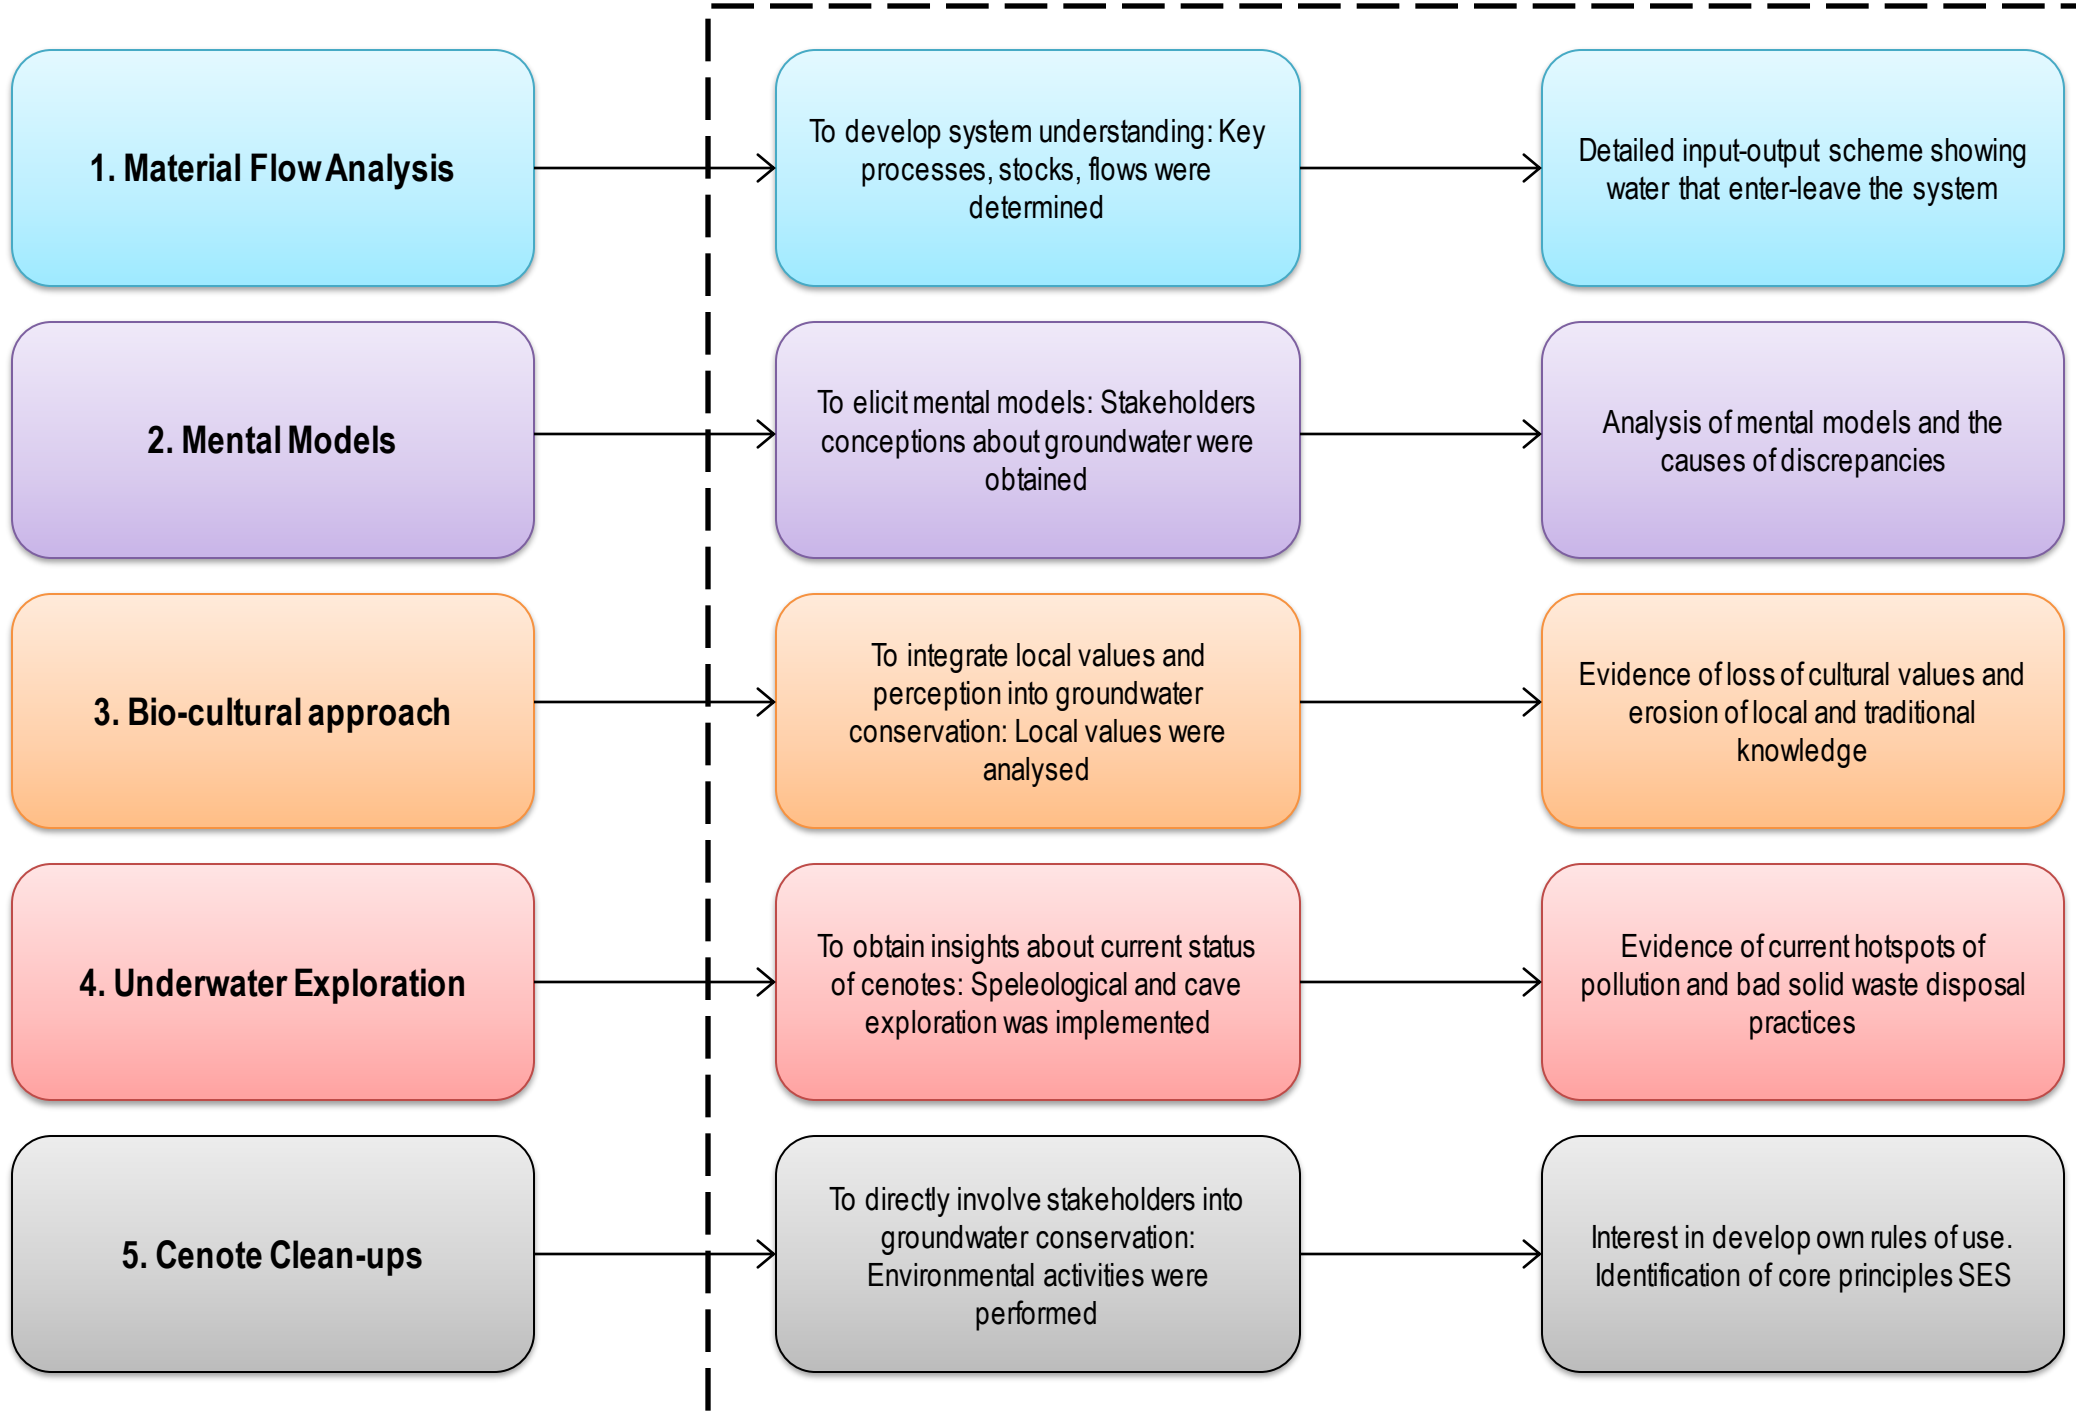 1. Material Flow Analysis
To develop system understanding: Key
processes, stocks, flows were
determined
Detailed input-output scheme showing
water that enter-leave the system
2. Mental Models
To elicit mental models: Stakeholders
conceptions about groundwater were
obtained
Analysis of mental models and the
causes of discrepancies
3. Bio-cultural approach
To integrate local values and
perception into groundwater
conservation: Local values were
analysed
Evidence of loss of cultural values and
erosion of local and traditional
knowledge
4. Underwater Exploration
To obtain insights about current status
of cenotes: Speleological and cave
exploration was implemented
Evidence of current hotspots of
pollution and bad solid waste disposal
practices
5. Cenote Clean-ups
To directly involve stakeholders into
groundwater conservation:
Environmental activities were
performed
Interest in develop own rules of use.
Identification of core principles SES